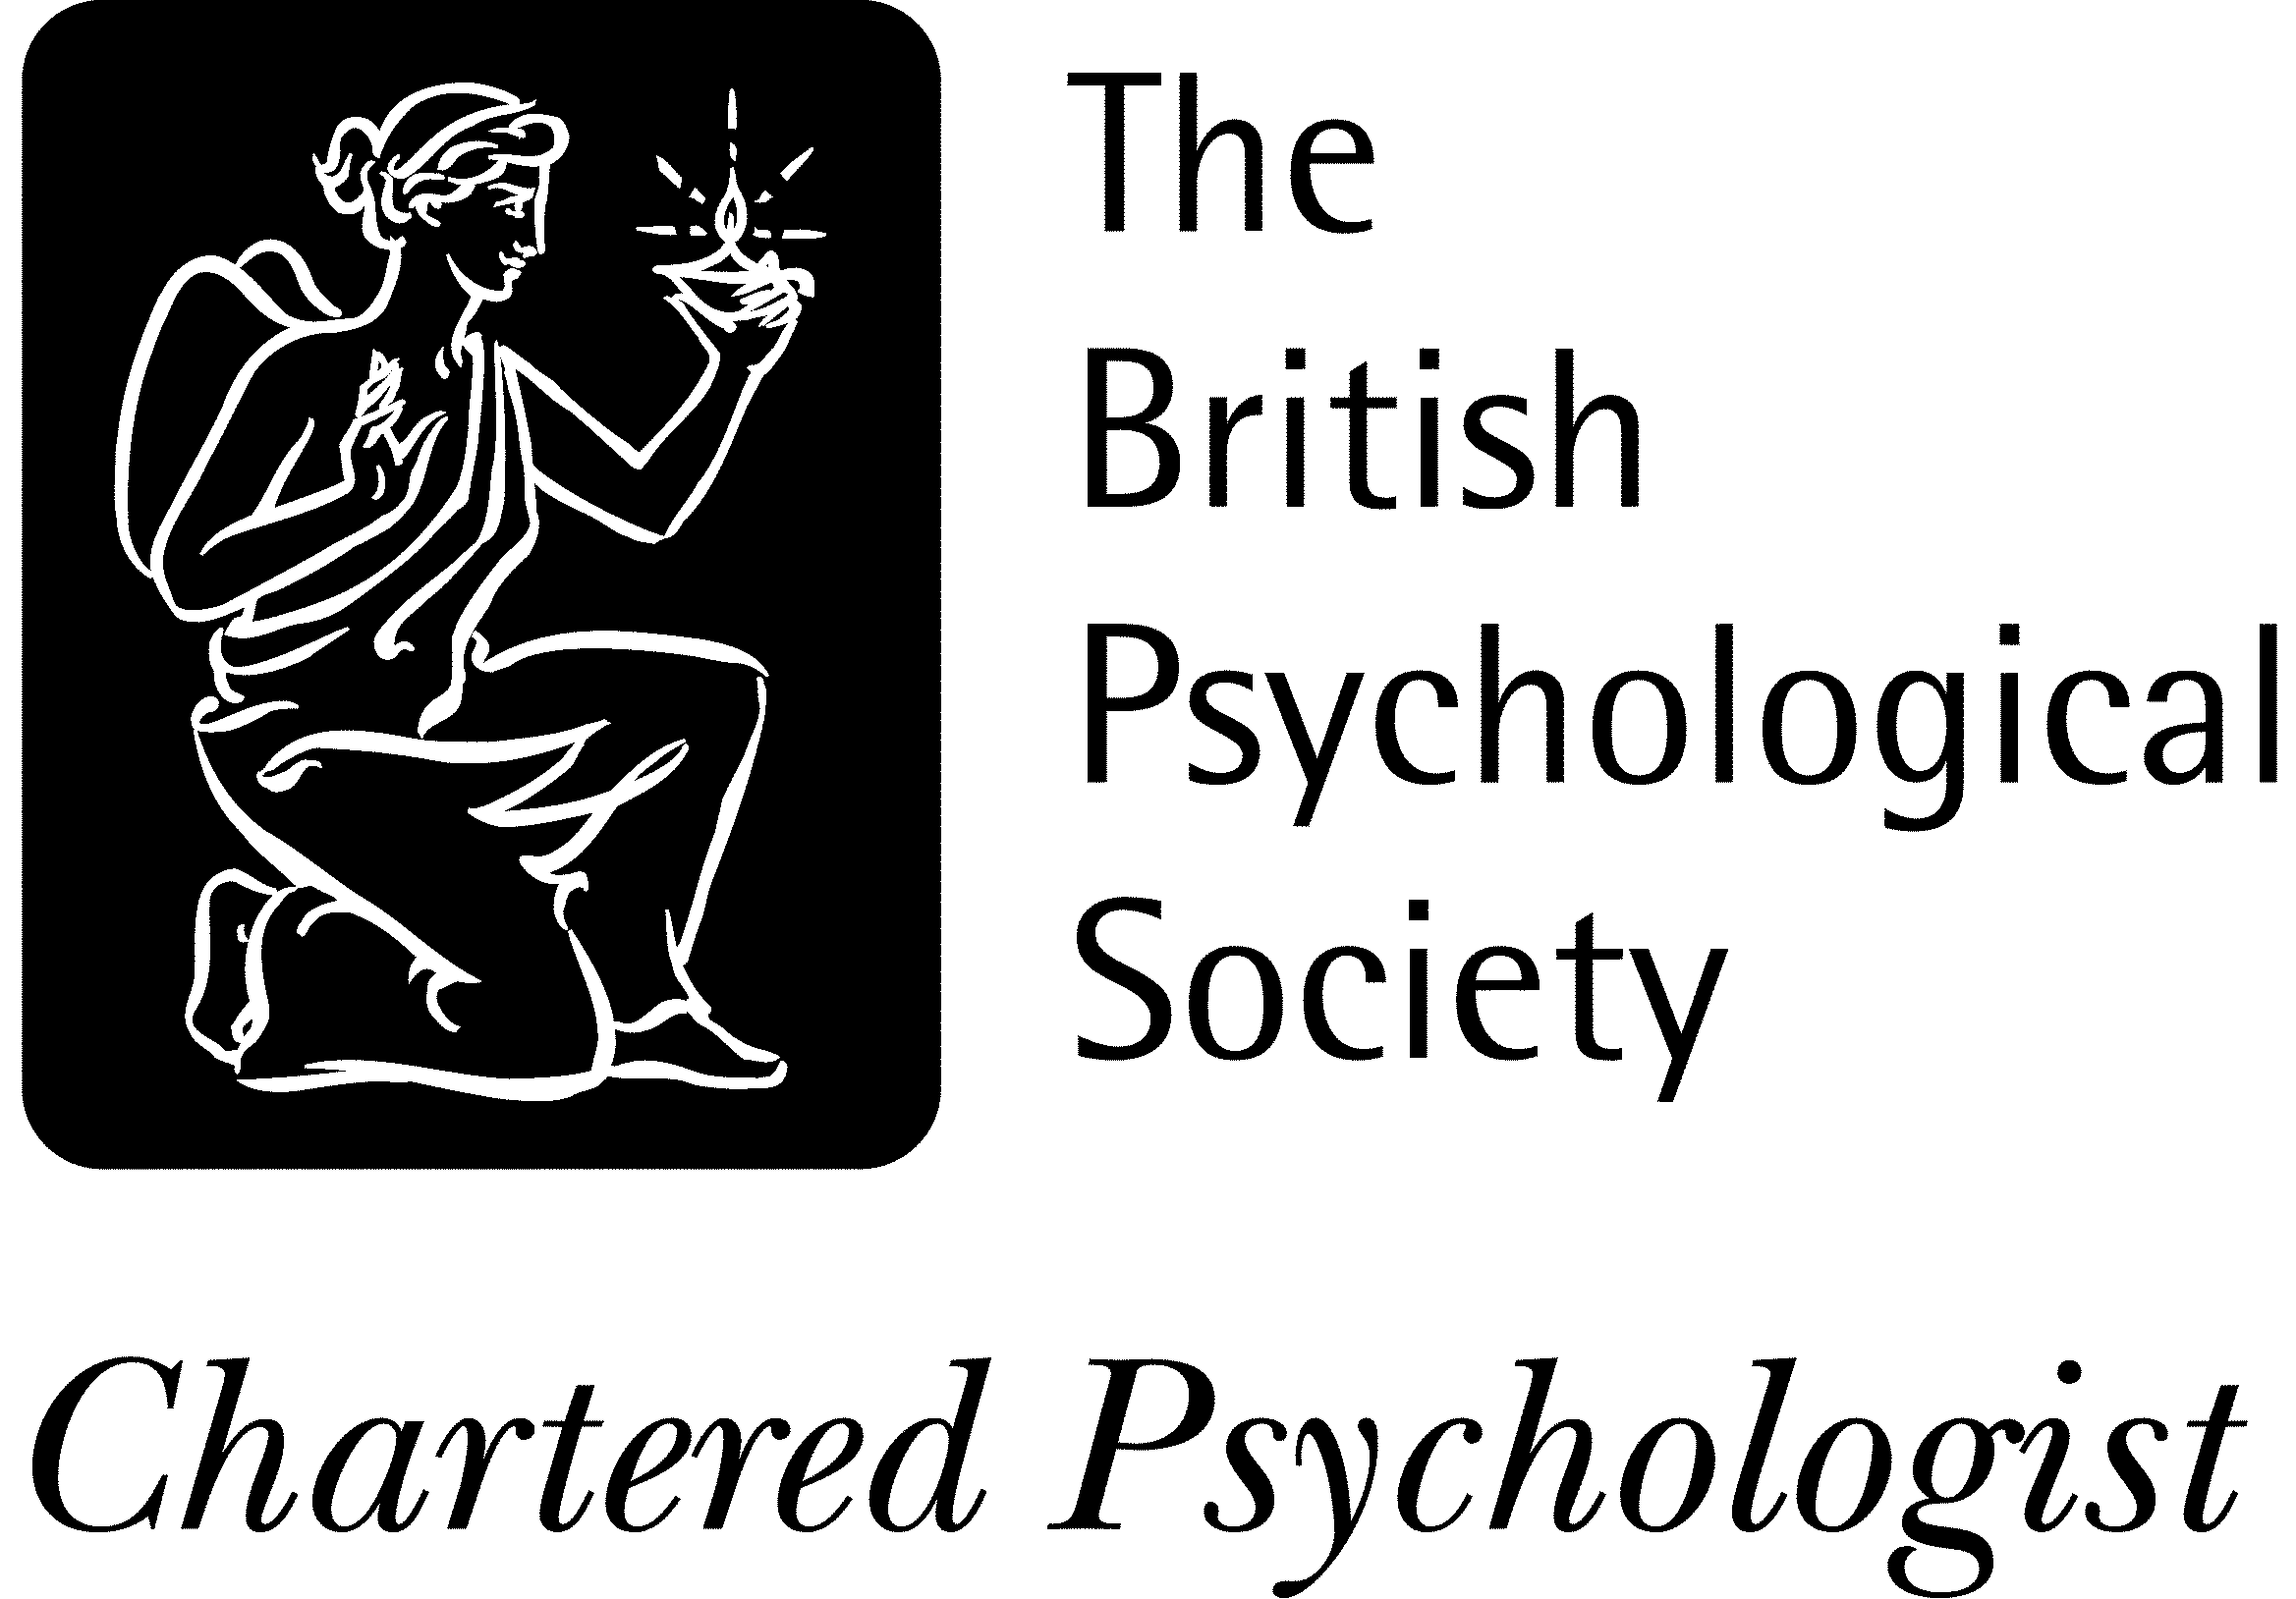 The
British
Psychological
Society
Chartered Psychologist